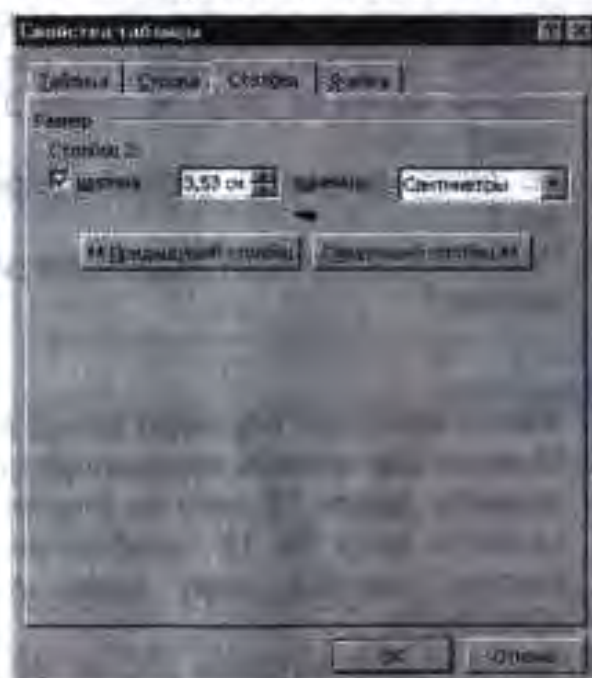 Свойства таблицы
Таблица Строка Столбец Ячейка
Размер
Столбец 2:
ширина 3,53 см единицы: Сантиметры
Предыдущий столбец Следующий столбец
ОК Отмена